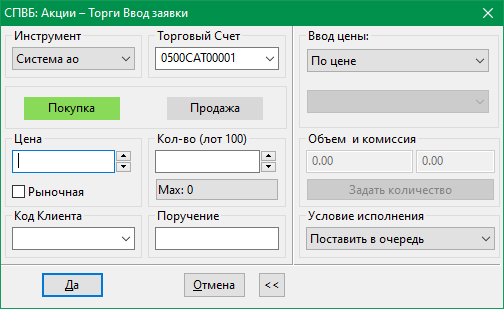 СПВБ: Акции – Торги Ввод заявки
Инструмент
Система ао
Торговый Счет
0500CAT00001
Ввод цены:
По цене
Покупка
Продажа
Цена
Кол-во (лот 100)
Объем и комиссия
0.00
0.00
Рыночная
Max: 0
Задать количество
Код Клиента
Поручение
Условие исполнения
Поставить в очередь
Да
Отмена
<<